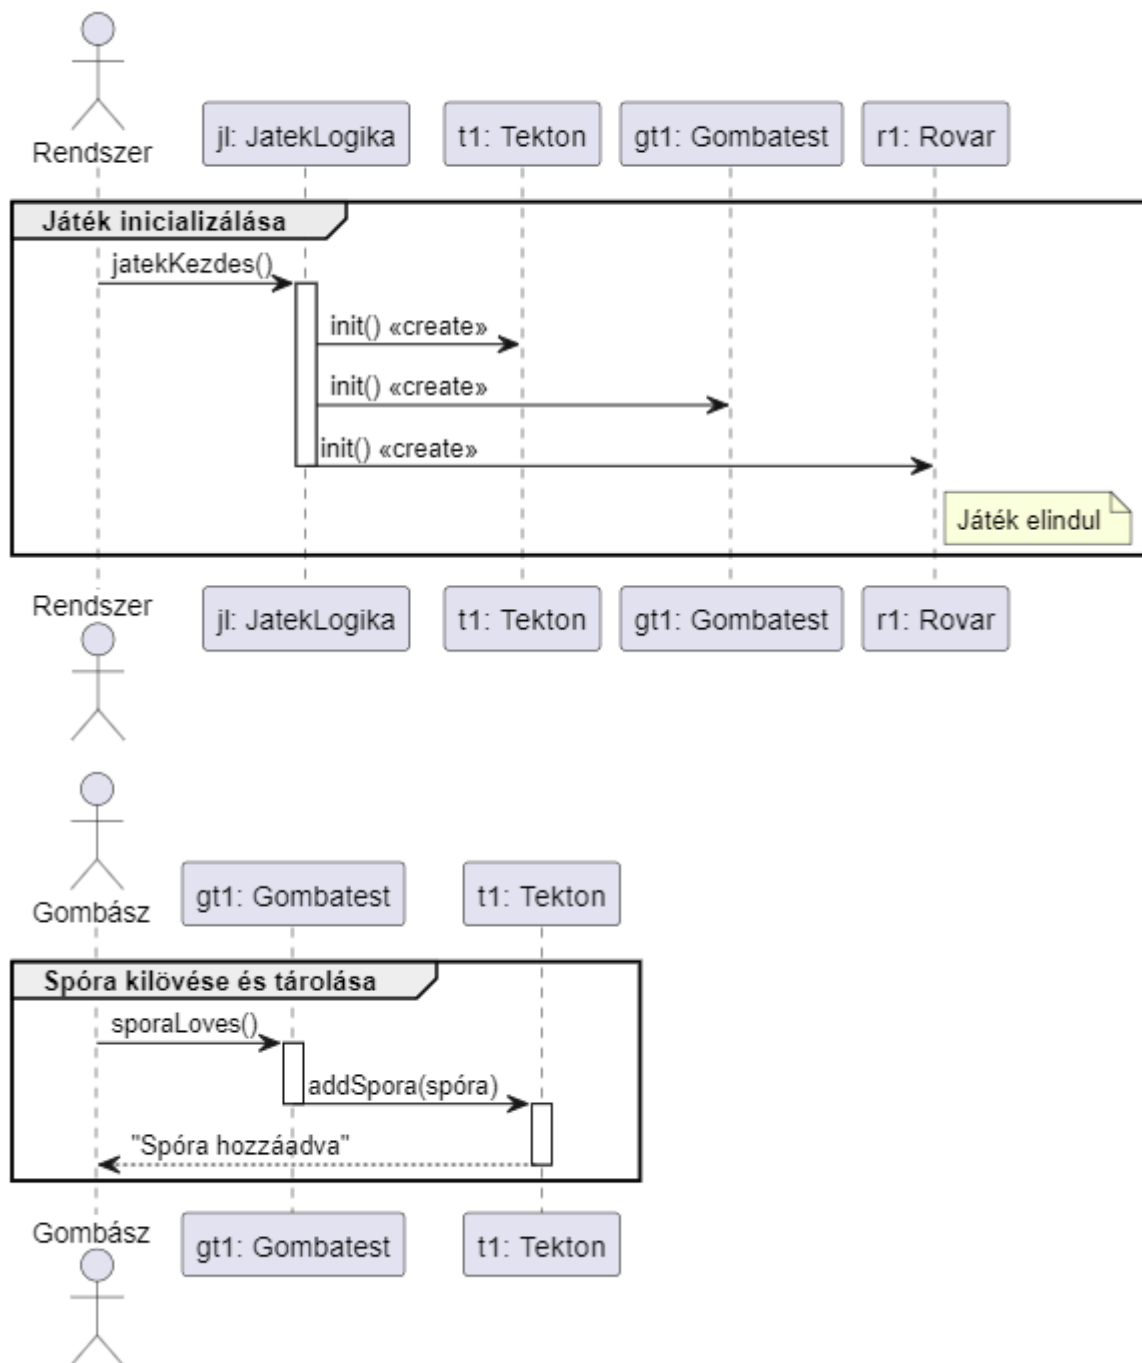 Rendszer
jl: JatekLogika
t1: Tekton
gt1: Gombatest
r1: Rovar
Játék inicializálása
jatekKezdes()
init() «create»
init() «create»
init() «create»
Játék elindul
Rendszer
jl: JatekLogika
t1: Tekton
gt1: Gombatest
r1: Rovar
Gombász
gt1: Gombatest
t1: Tekton
Spóra kilövése és tárolása
sporaLoves()
addSpora(spóra)
"Spóra hozzáadva"
Gombász
gt1: Gombatest
t1: Tekton